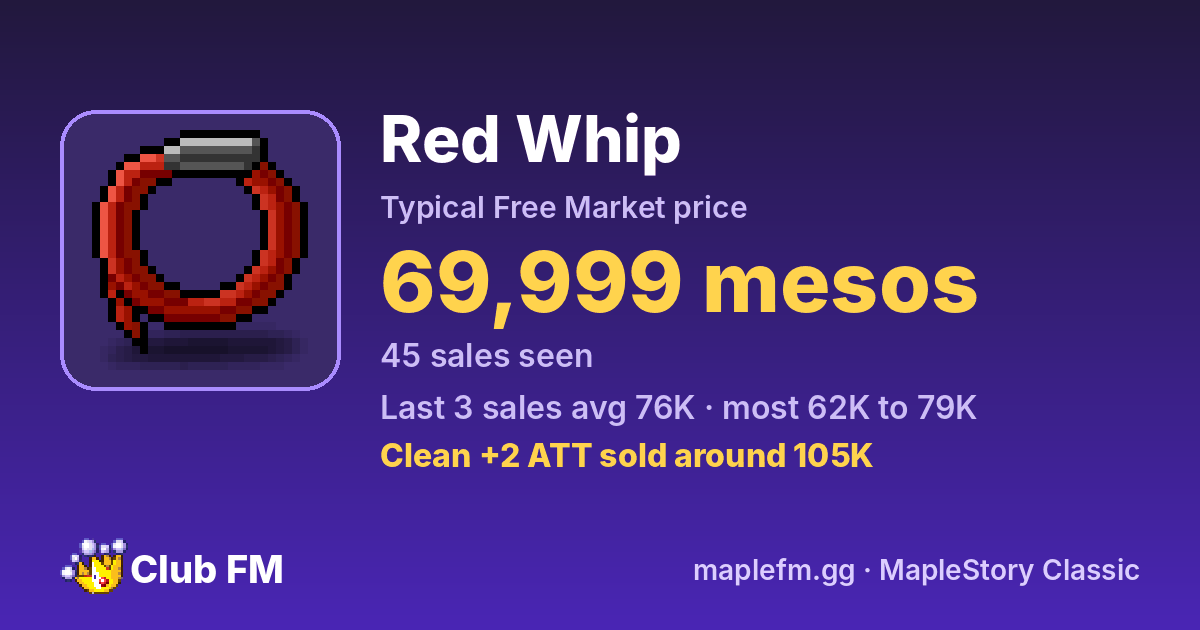 Red Whip
Typical Free Market price
69,999 mesos
45 sales seen
Last 3 sales avg 76K · most 62K to 79K
Clean +2 ATT sold around 105K
Club FM
maplefm.gg · MapleStory Classic